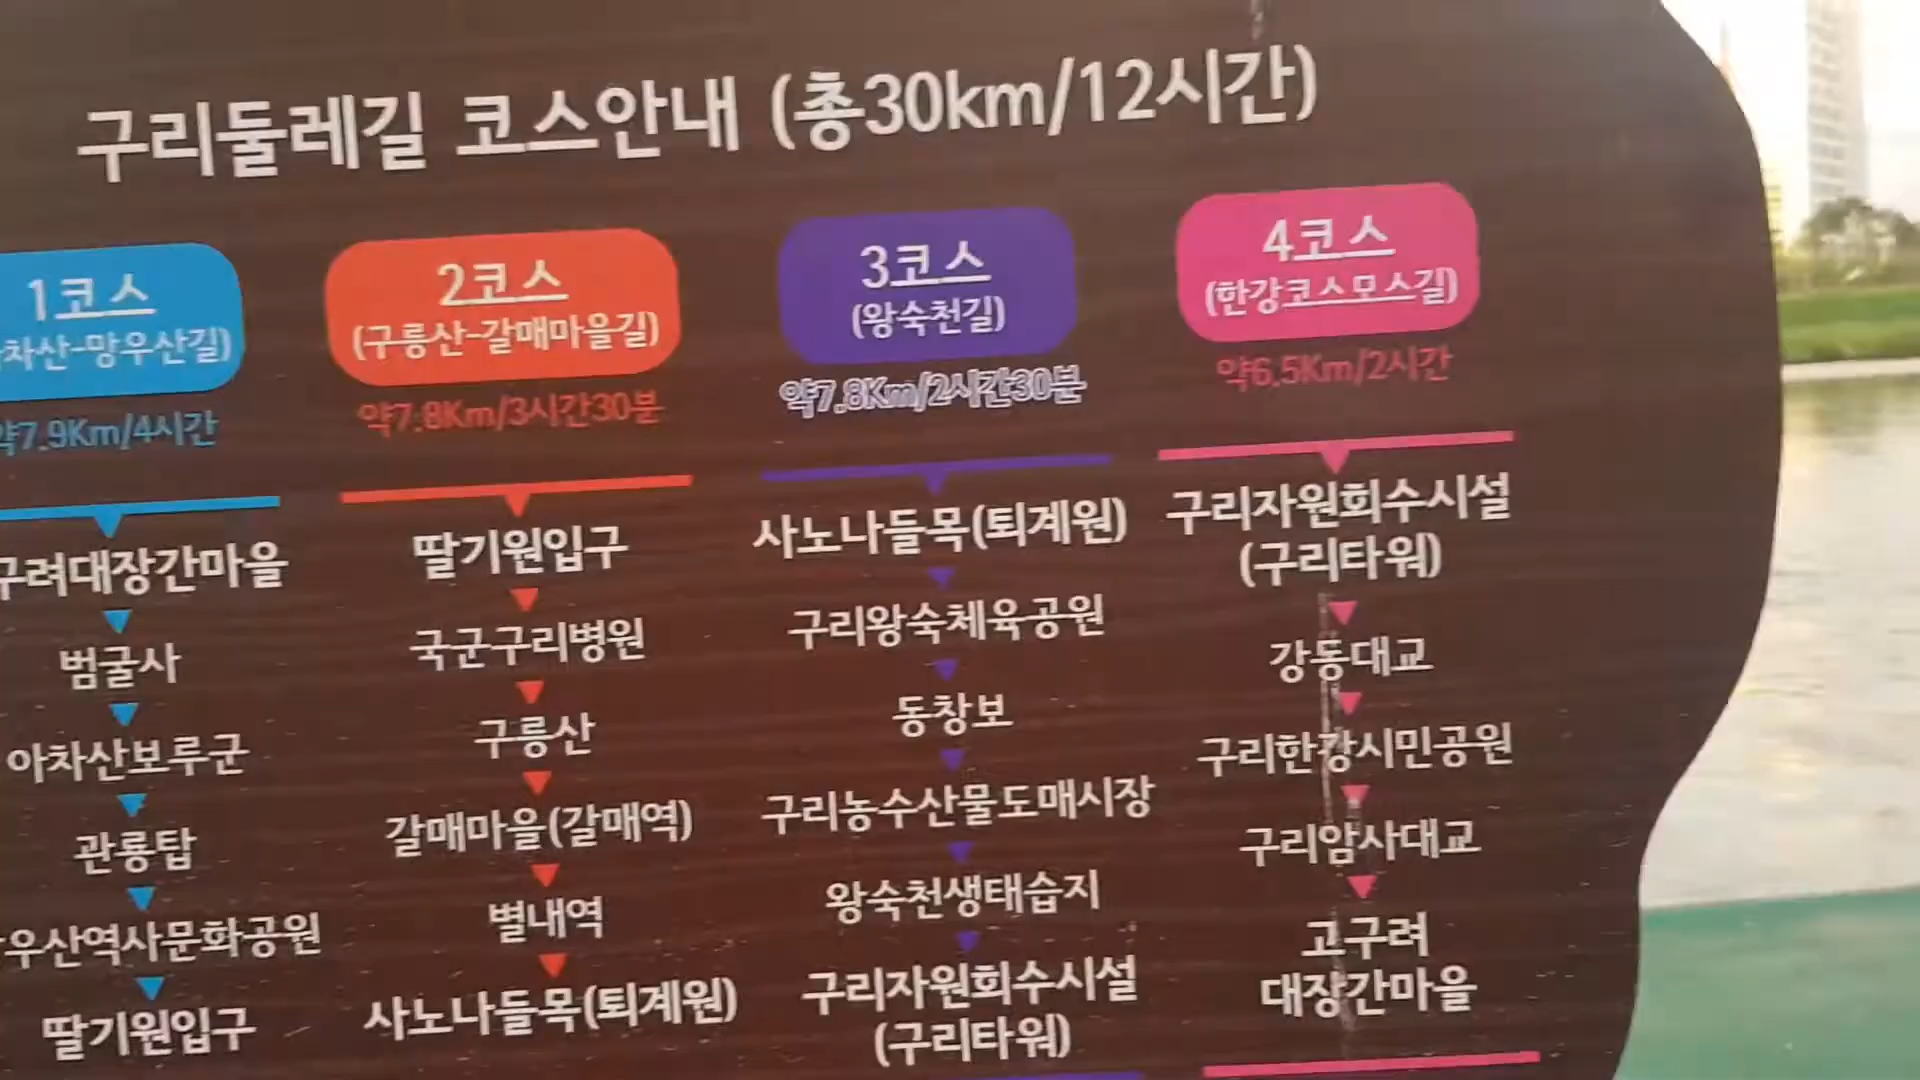 구리둘레길 코스안내 (총30km/12시간)
1코스
차산-망우산길)
약7.9Km/4시간
구려대장간마을
범굴사
아차산보루군
관룡탑
우산역사문화공원
딸기원입구
2코스
(구릉산-갈매마을길)
약7.8Km/3시간30분
딸기원입구
국군구리병원
구릉산
갈매마을(갈매역)
별내역
사노나들목(퇴계원)
3코스
(왕숙천길)
약7.8Km/2시간30분
사노나들목(퇴계원)
구리왕숙체육공원
동창보
구리농수산물도매시장
왕숙천생태습지
구리자원회수시설
(구리타워)
4코스
(한강코스모스길)
약6.5Km/2시간
구리자원회수시설
(구리타워)
강동대교
구리한강시민공원
구리암사대교
고구려
대장간마을